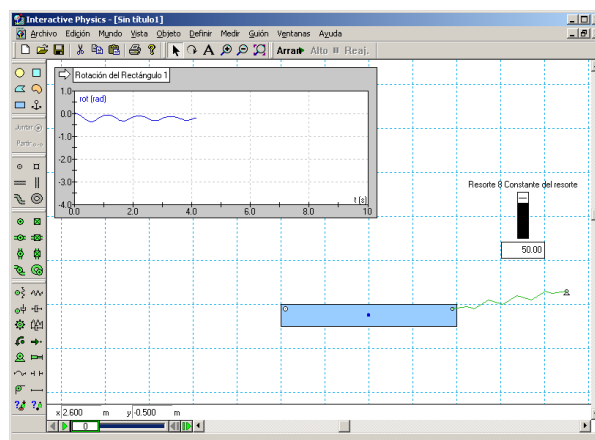 Interactive Physics - [Sin título1]
Archivo Edición Mundo Vista Objeto Definir Medir Guión Ventanas Ayuda
A Arran Alto Reaj.
Rotación del Rectángulo 1
1.0 rot (rad)
0.0
-1.0
-2.0
-3.0 t (s)
-4.0
0.0 2.0 4.0 6.0 8.0 10
Juntar
Partir
Resorte 8 Constante del resorte
50.00
x 2.600 m y -0.500 m
0